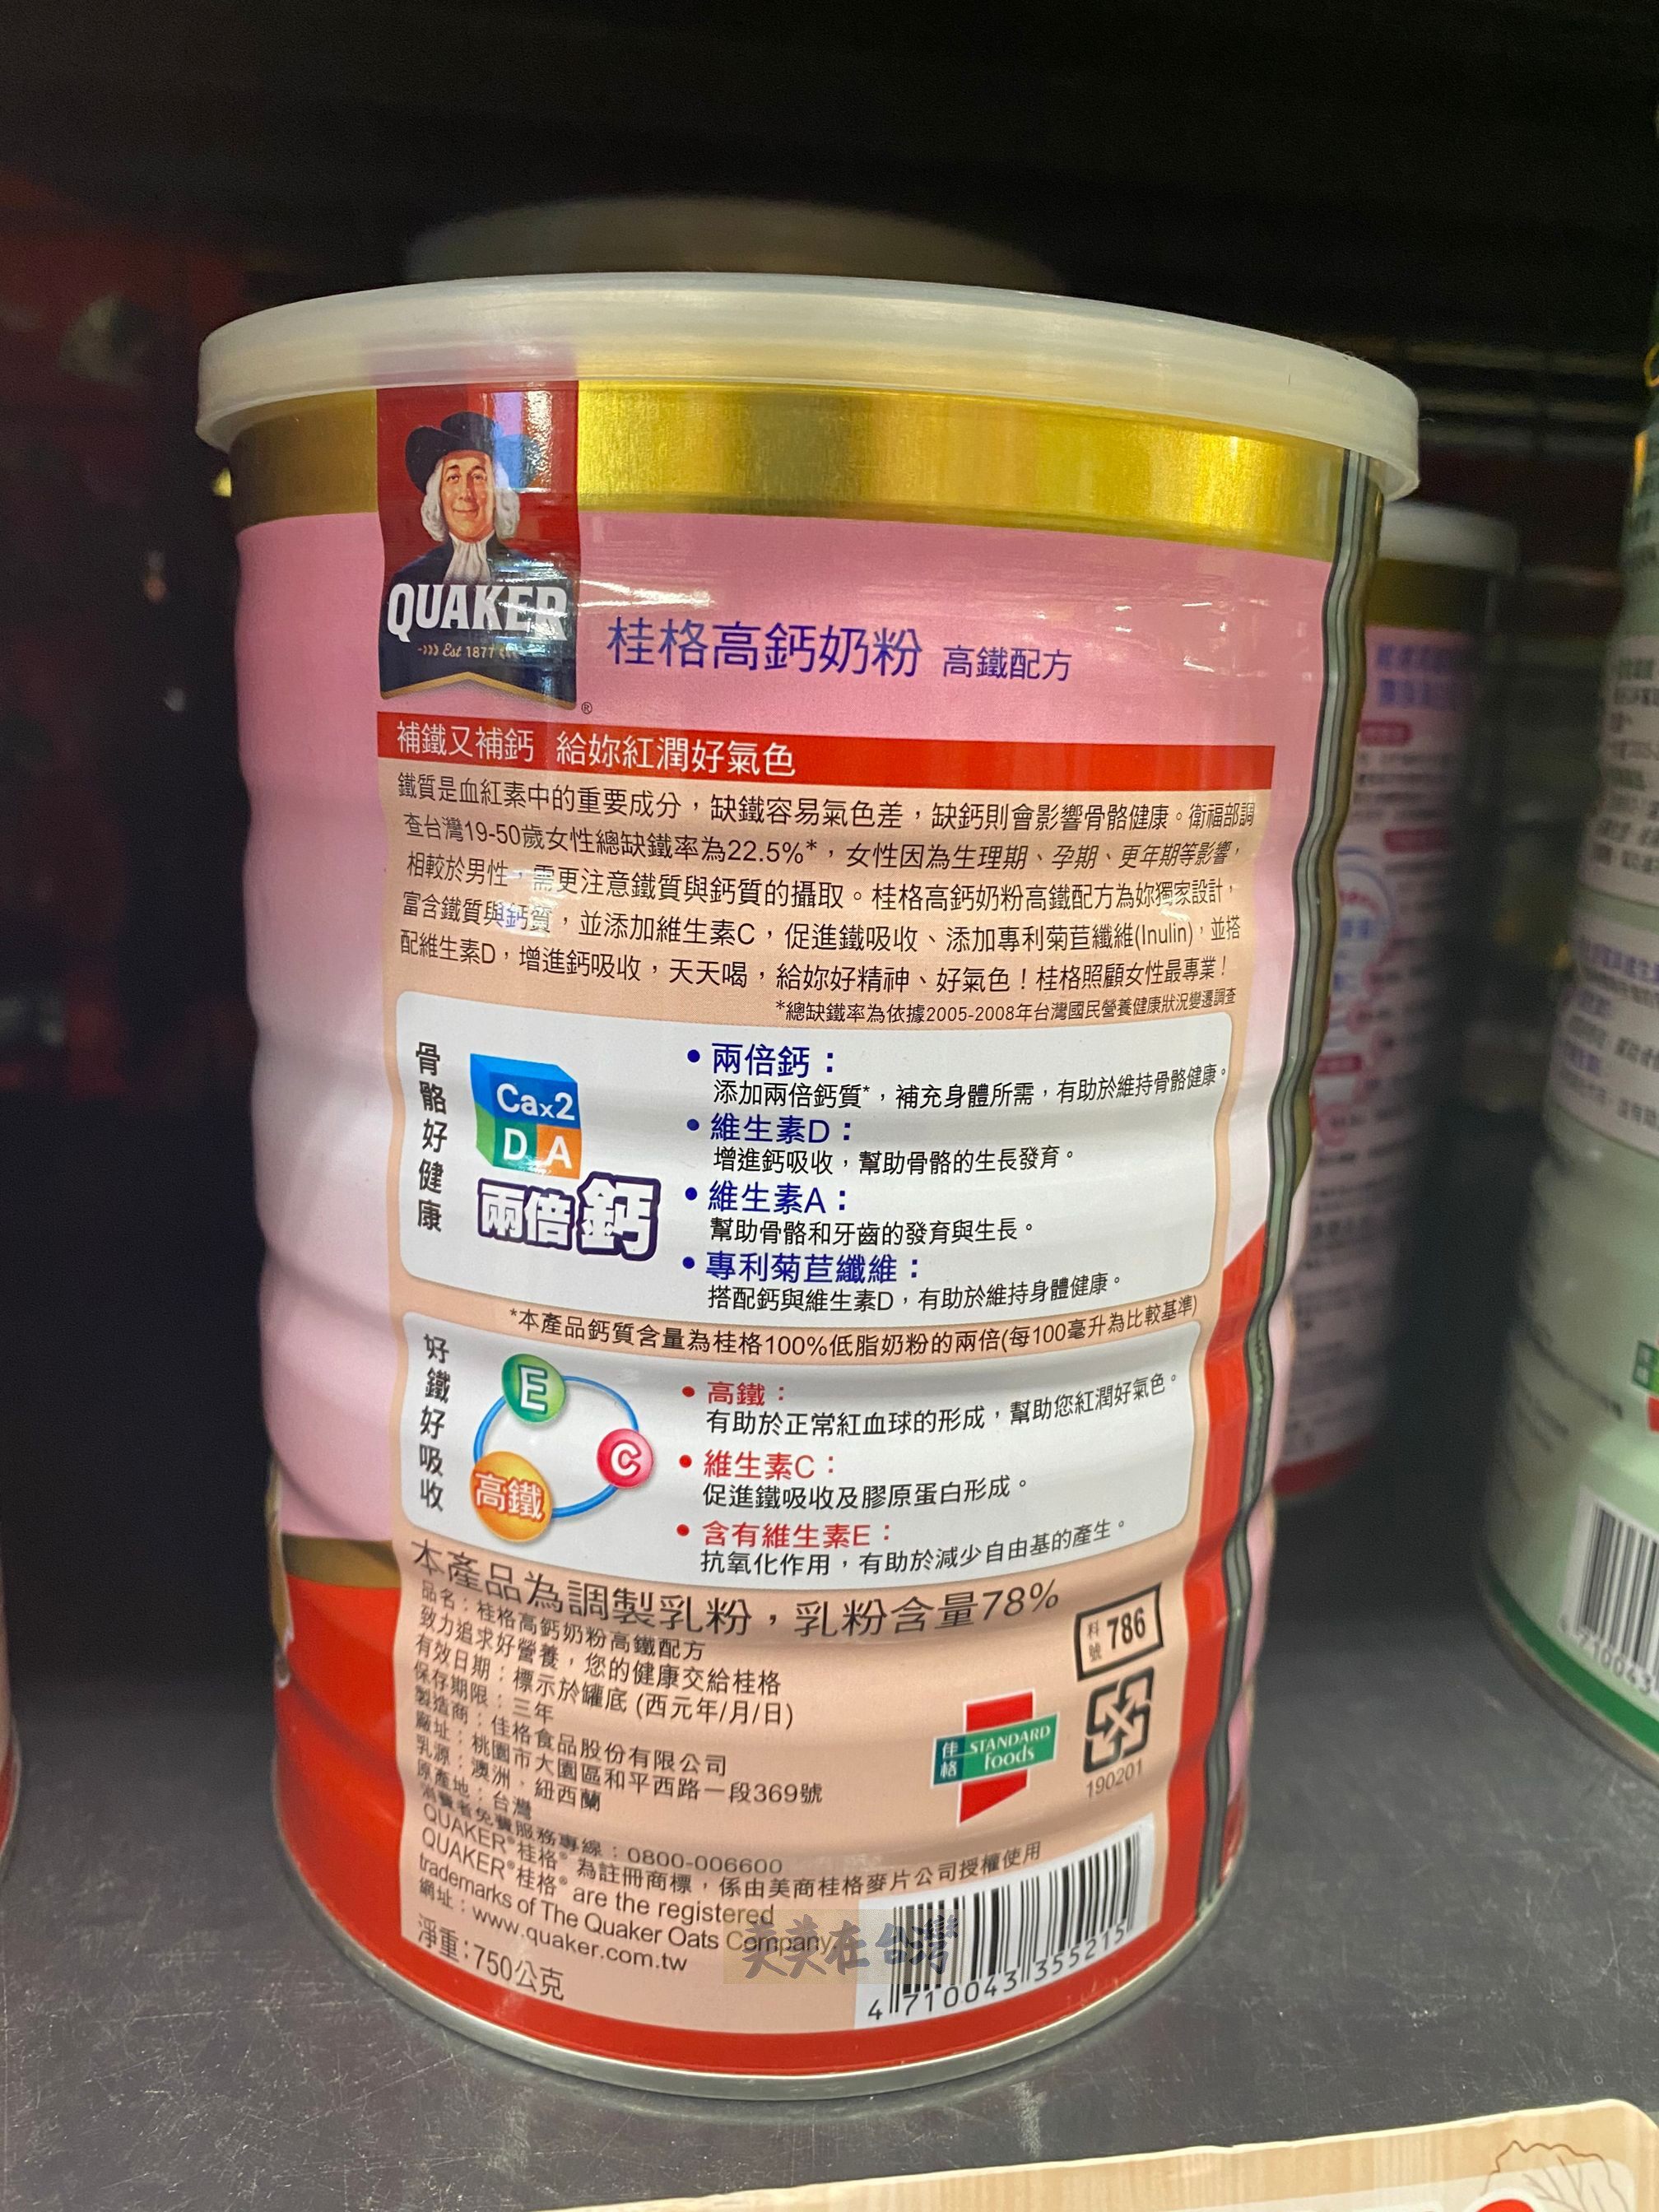 QUAKER
Est 1877
®
桂格高鈣奶粉 高鐵配方
補鐵又補鈣 給妳紅潤好氣色
鐵質是血紅素中的重要成分，缺鐵容易氣色差，缺鈣則會影響骨骼健康。衛福部調
查台灣19-50歲女性總缺鐵率為22.5%*，女性因為生理期、孕期、更年期等影響，
相較於男性，需更注意鐵質與鈣質的攝取。桂格高鈣奶粉高鐵配方為妳獨家設計，
富含鐵質與鈣質，並添加維生素C，促進鐵吸收、添加專利菊苣纖維(Inulin)，並搭
配維生素D，增進鈣吸收，天天喝，給妳好精神、好氣色！桂格照顧女性最專業！
*總缺鐵率為依據2005-2008年台灣國民營養健康狀況變遷調查
骨骼好健康
Cax2
D A
兩倍鈣
• 兩倍鈣：
添加兩倍鈣質*，補充身體所需，有助於維持骨骼健康。
• 維生素D：
增進鈣吸收，幫助骨骼的生長發育。
• 維生素A：
幫助骨骼和牙齒的發育與生長。
• 專利菊苣纖維：
搭配鈣與維生素D，有助於維持身體健康。
*本產品鈣質含量為桂格100%低脂奶粉的兩倍(每100毫升為比較基準)
好鐵好吸收
E
C
高鐵
• 高鐵：
有助於正常紅血球的形成，幫助您紅潤好氣色。
• 維生素C：
促進鐵吸收及膠原蛋白形成。
• 含有維生素E：
抗氧化作用，有助於減少自由基的產生。
本產品為調製乳粉，乳粉含量78%
品名：桂格高鈣奶粉高鐵配方
致力追求好營養，您的健康交給桂格
有效日期：標示於罐底 (西元年/月/日)
保存期限：三年
製造商：佳格食品股份有限公司
廠址：桃園市大園區和平西路一段369號
乳源：澳洲，紐西蘭
原產地：台灣
消費者免費服務專線：0800-006600
QUAKER®桂格® 為註冊商標，係由美商桂格麥片公司授權使用
QUAKER®桂格® are the registered
trademarks of The Quaker Oats Company
網址：www.quaker.com.tw
淨重：750公克
料號 786
佳格 STANDARD foods
190201
4 710043 355215
美美在台灣